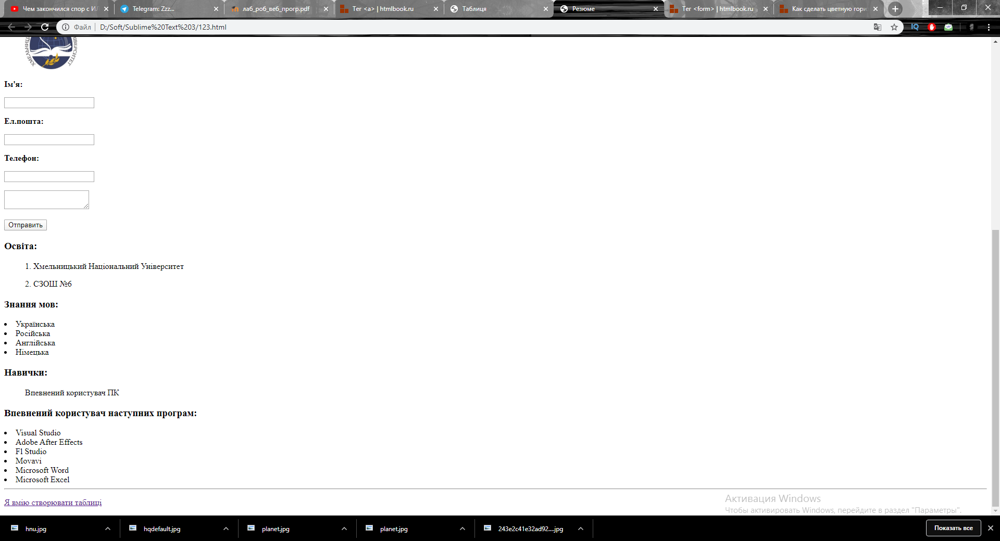 Чем закончился спор с ИЛ
Telegram: Zzz...
лаб_роб_веб_прогр.pdf
Тег <a> | htmlbook.ru
Таблиця
Резюме
Тег <form> | htmlbook.ru
Как сделать цветную гори
Файл
D:/Soft/Sublime%20Text%203/123.html
IQ
Ім'я:
Ел.пошта:
Телефон:
Отправить
Освіта:
1. Хмельницький Національний Університет
2. СЗОШ №6
Знання мов:
Українська
Російська
Англійська
Німецька
Навички:
Впевнений користувач ПК
Впевнений користувач наступних програм:
Visual Studio
Adobe After Effects
Fl Studio
Movavi
Microsoft Word
Microsoft Excel
Я вмію створювати таблиці
Активация Windows
Чтобы активировать Windows, перейдите в раздел "Параметры".
hnu.jpg
hqdefault.jpg
planet.jpg
planet.jpg
243e2c41e32ad92....jpg
Показать все